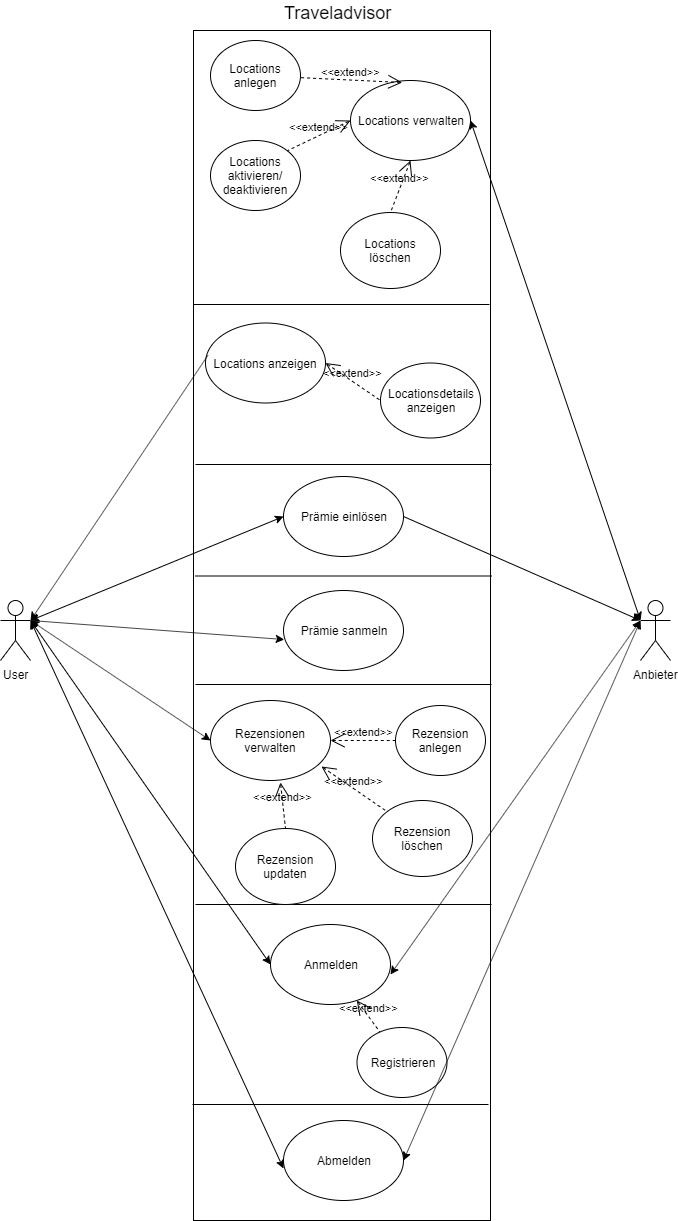 Traveladvisor
Locations
anlegen
<<extend>>
Locations verwalten
<<extend>>
Locations
aktivieren/
deaktivieren
<<extend>>
Locations
löschen
Locations anzeigen
<<extend>>
Locationsdetails
anzeigen
Prämie einlösen
Prämie sanmeln
User
Anbieter
Rezensionen
verwalten
<<extend>>
Rezension
anlegen
<<extend>>
<<extend>>
Rezension
löschen
Rezension
updaten
Anmelden
<<extend>>
Registrieren
Abmelden